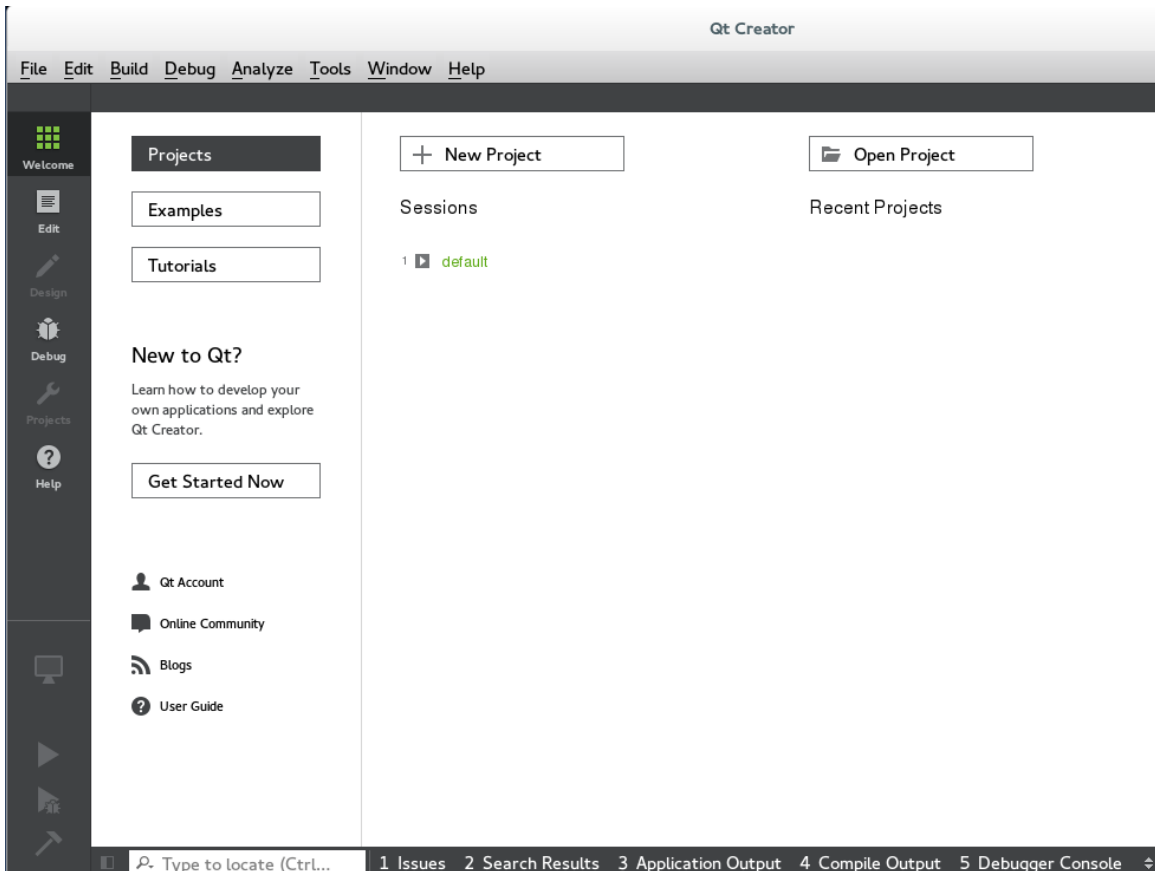 Qt Creator
File Edit Build Debug Analyze Tools Window Help
Welcome
Edit
Design
Debug
Projects
Help
Projects
Examples
Tutorials
New to Qt?
Learn how to develop your
own applications and explore
Qt Creator.
Get Started Now
Qt Account
Online Community
Blogs
User Guide
New Project
Open Project
Sessions
Recent Projects
1 default
Type to locate (Ctrl...
1 Issues 2 Search Results 3 Application Output 4 Compile Output 5 Debugger Console